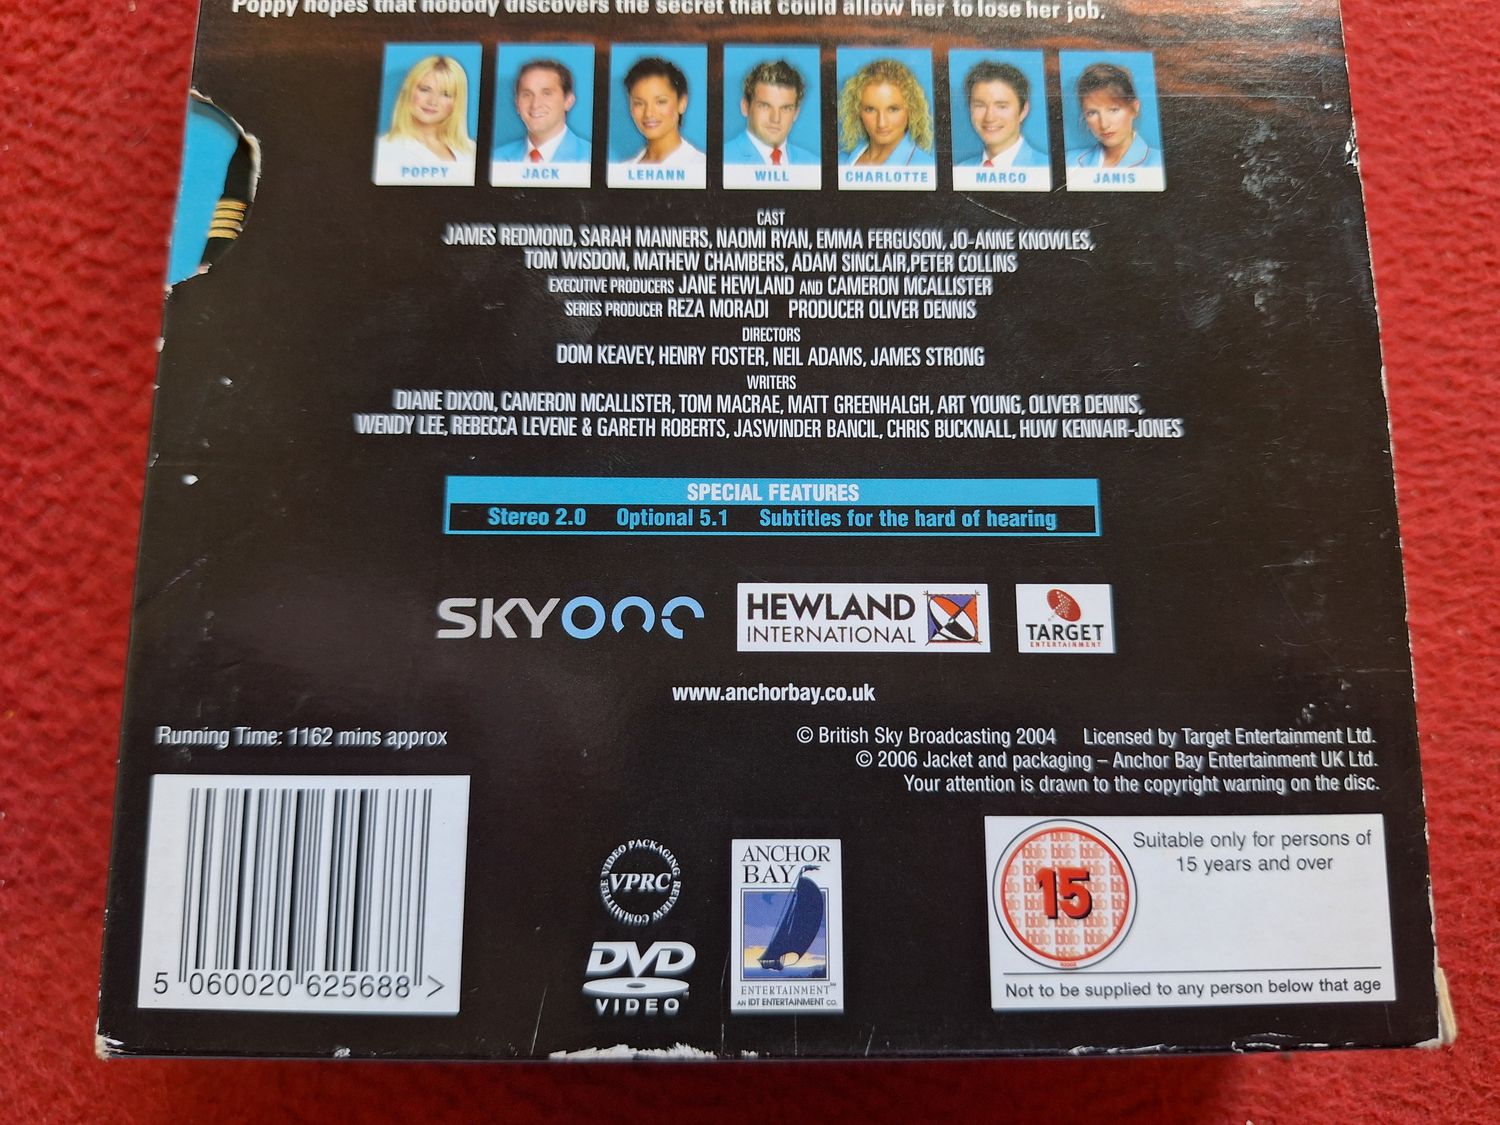 Poppy hopes that nobody discovers the secret that could allow her to lose her job.
POPPY JACK LEHANN WILL CHARLOTTE MARCO JANIS
CAST
JAMES REDMOND, SARAH MANNERS, NAOMI RYAN, EMMA FERGUSON, JO-ANNE KNOWLES,
TOM WISDOM, MATHEW CHAMBERS, ADAM SINCLAIR,PETER COLLINS
EXECUTIVE PRODUCERS JANE HEWLAND AND CAMERON MCALLISTER
SERIES PRODUCER REZA MORADI PRODUCER OLIVER DENNIS
DIRECTORS
DOM KEAVEY, HENRY FOSTER, NEIL ADAMS, JAMES STRONG
WRITERS
DIANE DIXON, CAMERON MCALLISTER, TOM MACRAE, MATT GREENHALGH, ART YOUNG, OLIVER DENNIS,
WENDY LEE, REBECCA LEVENE & GARETH ROBERTS, JASWINDER BANCIL, CHRIS BUCKNALL, HUW KENNAIR-JONES
SPECIAL FEATURES
Stereo 2.0 Optional 5.1 Subtitles for the hard of hearing
SKY one
HEWLAND
INTERNATIONAL
TARGET
ENTERTAINMENT
www.anchorbay.co.uk
Running Time: 1162 mins approx
© British Sky Broadcasting 2004 Licensed by Target Entertainment Ltd.
© 2006 Jacket and packaging – Anchor Bay Entertainment UK Ltd.
Your attention is drawn to the copyright warning on the disc.
5 060020 625688 >
VIDEO PACKAGING REVIEW COMMITTEE
VPRC
DVD
VIDEO
ANCHOR
BAY
ENTERTAINMENT
AN IDT ENTERTAINMENT CO.
15
Suitable only for persons of
15 years and over
Not to be supplied to any person below that age